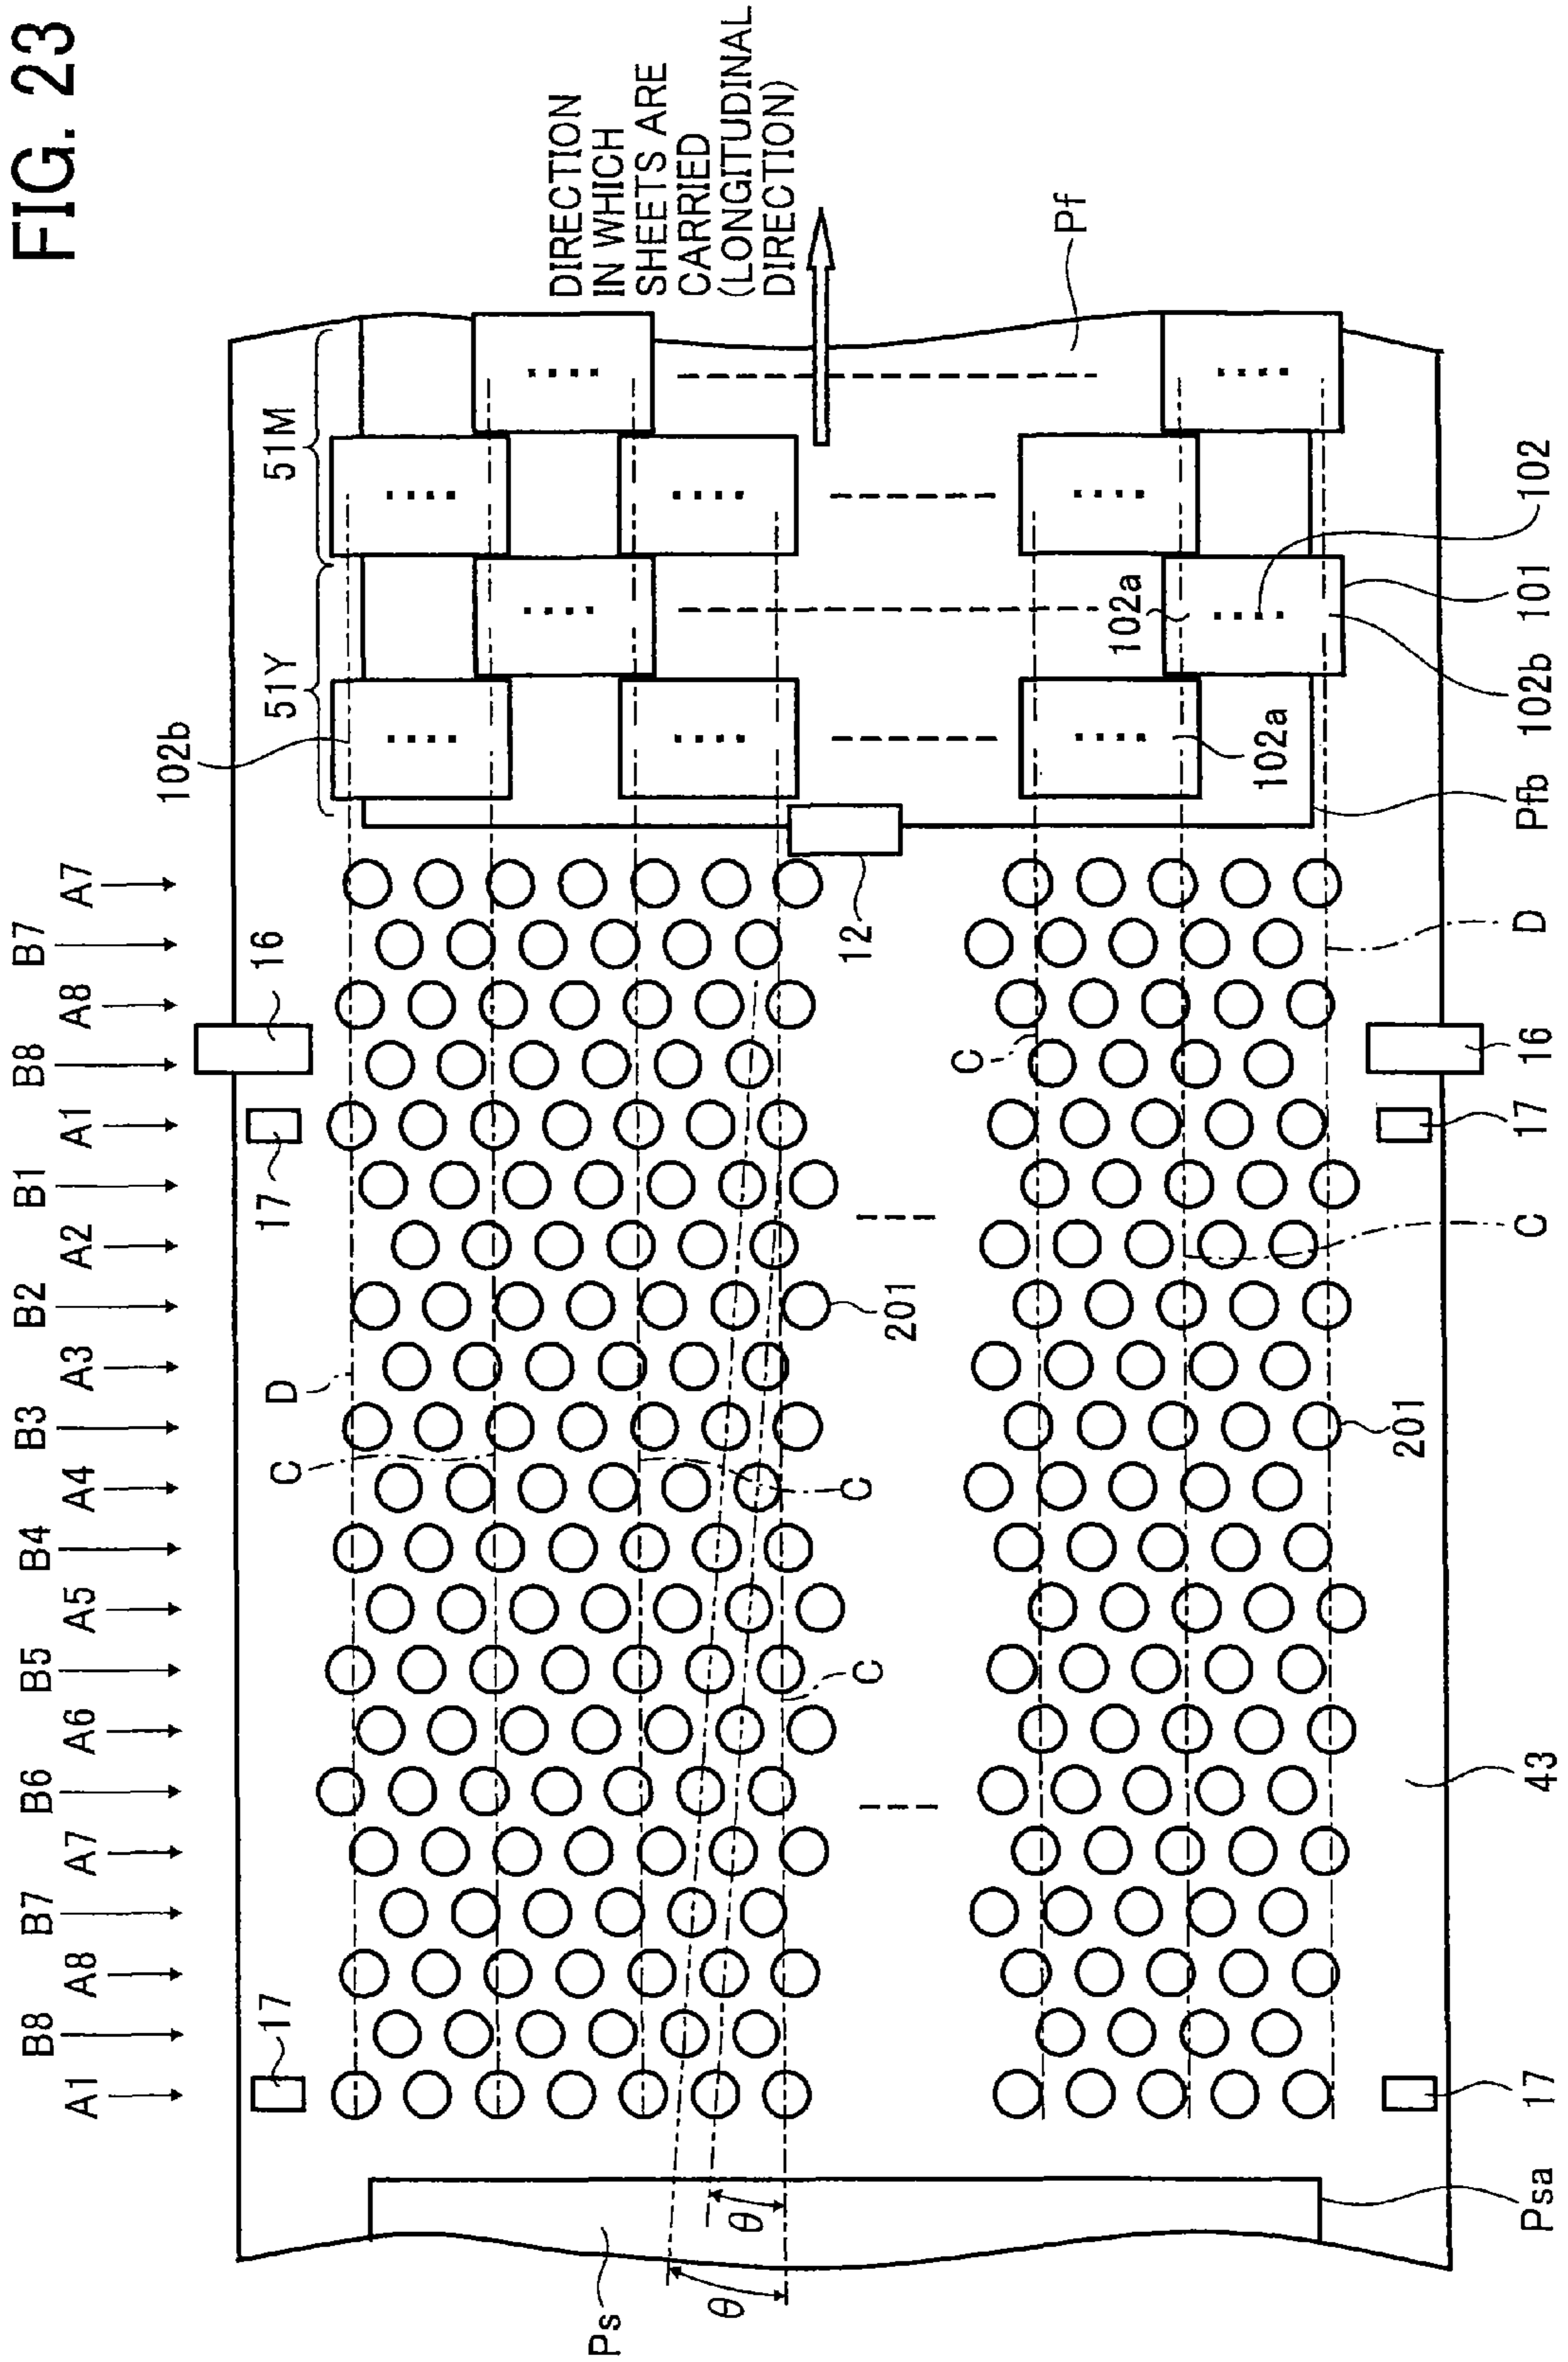 FIG. 23
DIRECTION
IN WHICH
SHEETS ARE
CARRIED
(LONGITUDINAL
DIRECTION)
A1
B8
A8
B7
A7
B6
A6
B5
A5
B4
A4
B3
A3
B2
A2
B1
A1
B8
A8
B7
A7
51Y
51M
102b
16
17
17
D
C
C
C
C
C
D
201
201
12
Pf
102a
102a
102
101
102b
Pfb
16
17
17
43
Ps
Psa
θ
θ